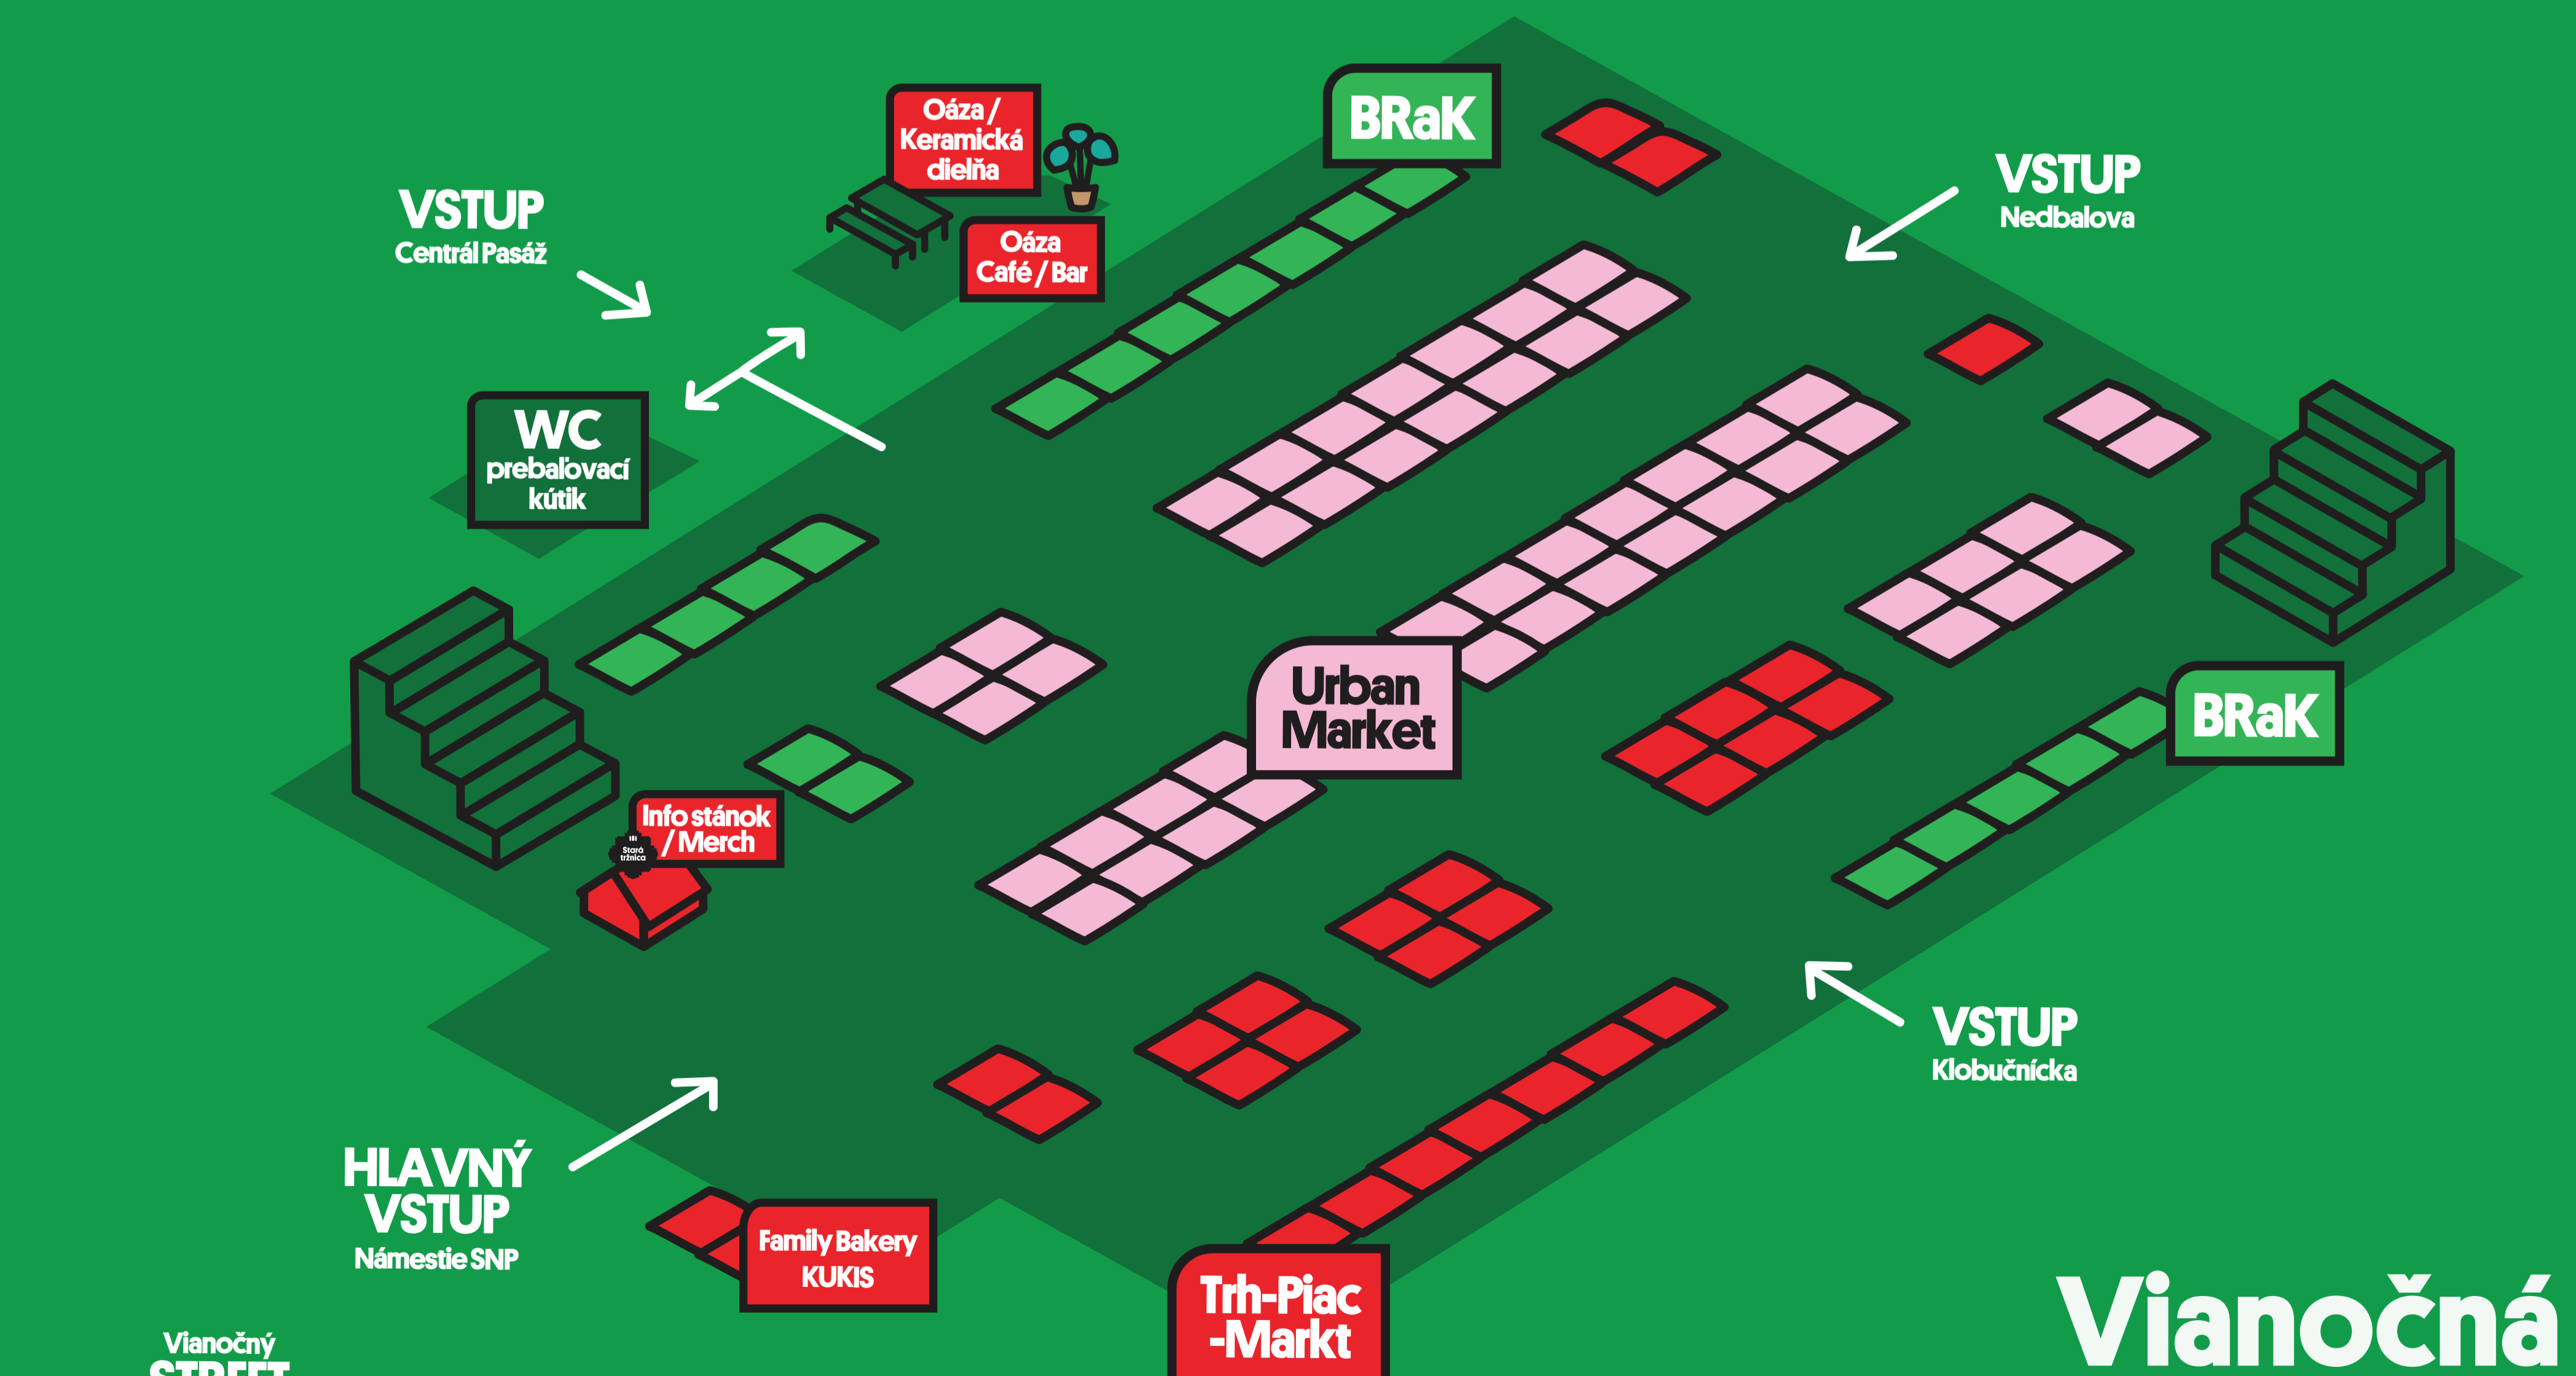 BRaK
Oáza /
Keramická
dielňa
VSTUP
Nedbalova
VSTUP
Centrál Pasáž
Oáza
Café / Bar
WC
prebaľovací
kútik
Urban
Market
BRaK
Info stánok
/ Merch
Stará
tržnica
VSTUP
Klobučnícka
HLAVNÝ
VSTUP
Námestie SNP
Family Bakery
KUKIS
Trh-Piac
-Markt
Vianočná
Vianočný
STREET